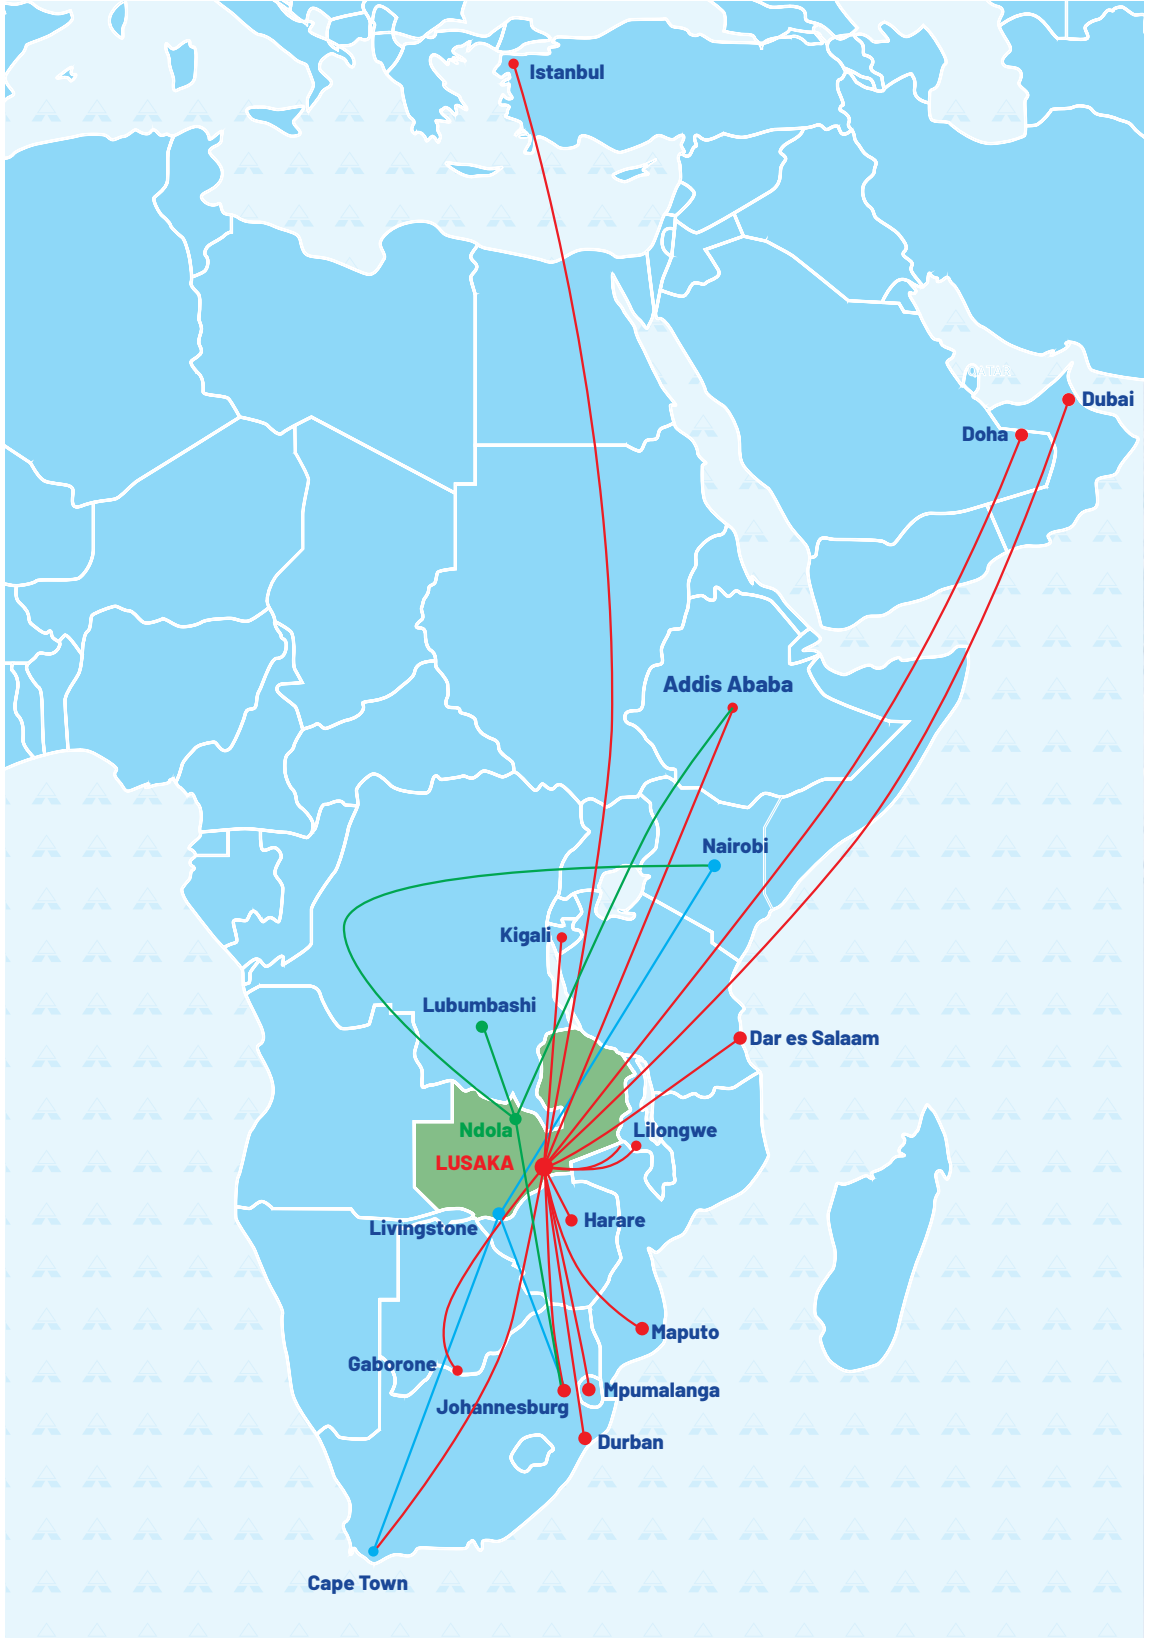 Istanbul
QATAR
Dubai
Doha
Addis Ababa
Nairobi
Kigali
Lubumbashi
Dar es Salaam
Ndola
Lilongwe
LUSAKA
Harare
Livingstone
Maputo
Gaborone
Mpumalanga
Johannesburg
Durban
Cape Town